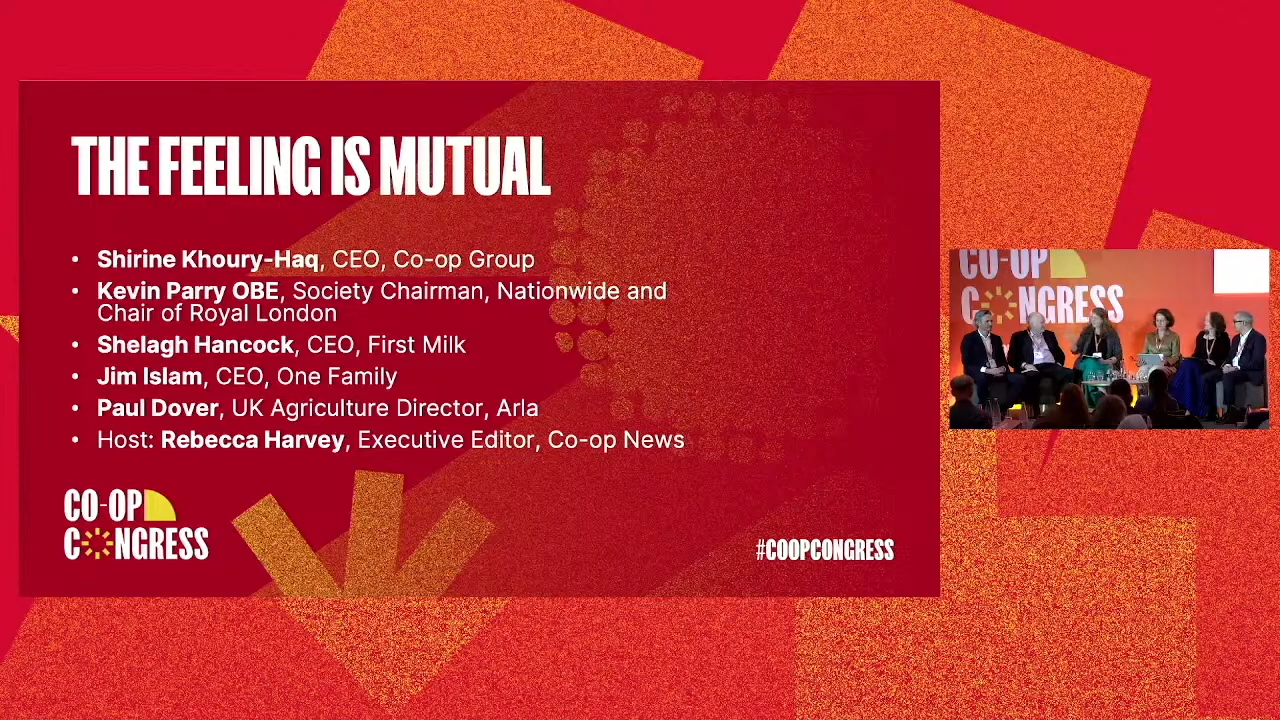 THE FEELING IS MUTUAL
• Shirine Khoury-Haq, CEO, Co-op Group
• Kevin Parry OBE, Society Chairman, Nationwide and
Chair of Royal London
• Shelagh Hancock, CEO, First Milk
• Jim Islam, CEO, One Family
• Paul Dover, UK Agriculture Director, Arla
• Host: Rebecca Harvey, Executive Editor, Co-op News
CO-OP
CONGRESS
#COOPCONGRESS
CO-OP
CONGRESS